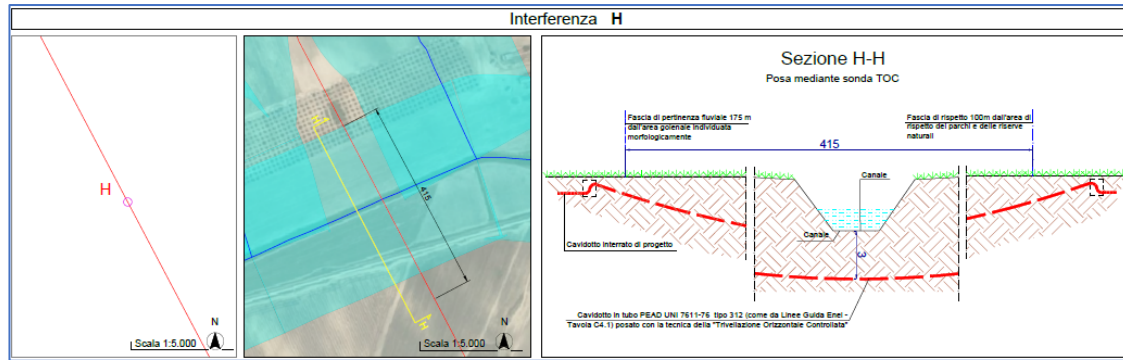 Interferenza H
H
N
Scala 1:5.000
H
415
H
N
Scala 1:5.000
Sezione H-H
Posa mediante sonda TOC
Fascia di pertinenza fluviale 175 m
dall'area golenale individuata
morfologicamente
Fascia di rispetto 100m dall'area di
rispetto dei parchi e delle riserve
naturali
415
Canale
Canale
3
Cavidotto interrato di progetto
Cavidotto in tubo PEAD UNI 7611-76 tipo 312 (come da Linee Guida Enel -
Tavola C4.1) posato con la tecnica della "Trivellazione Orizzontale Controllata"